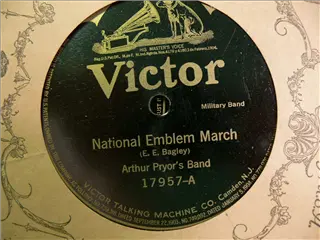 HIS MASTER'S VOICE
Victor
Military Band
National Emblem March
(E. E. Bagley)
Arthur Pryor's Band
17957-A
VICTOR TALKING MACHINE CO. Camden, N.J.